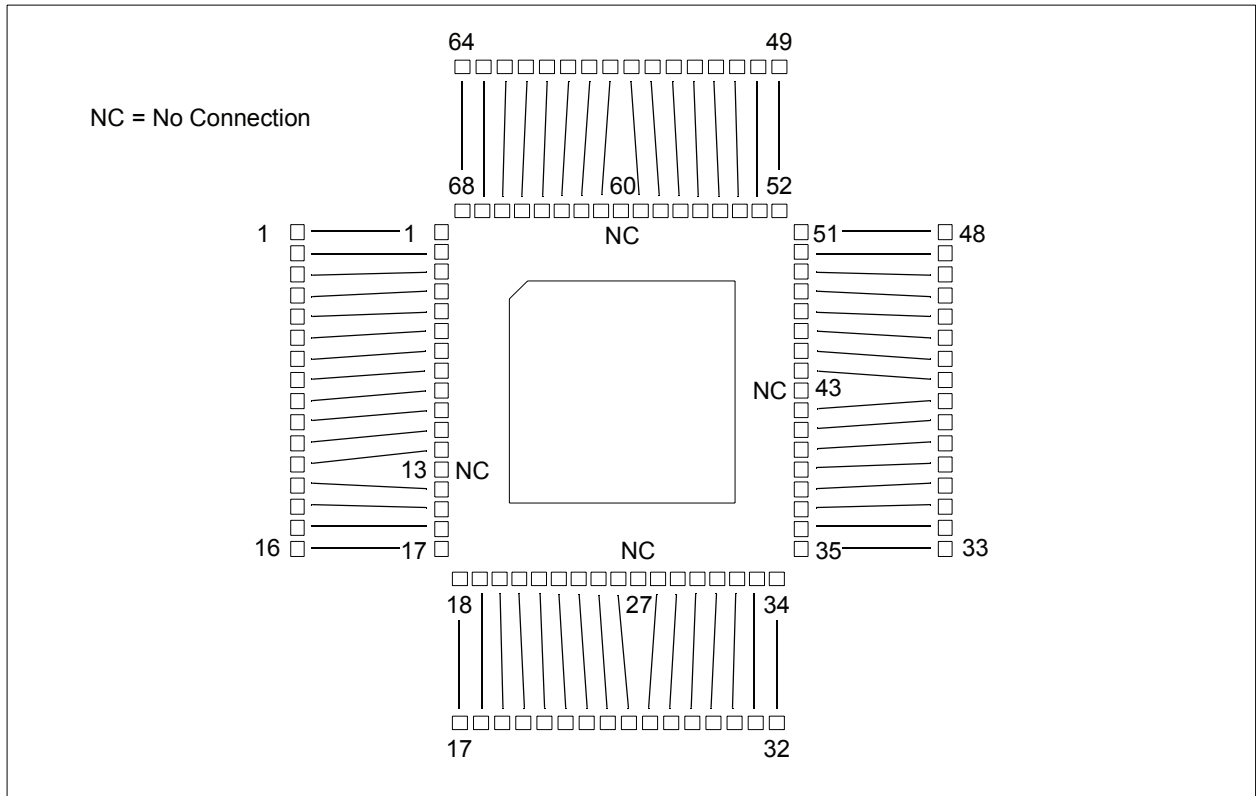 64 49
NC = No Connection
68 60 52
1 1 NC 51 48
NC 43
13 NC
16 17 NC 35 33
18 27 34
17 32